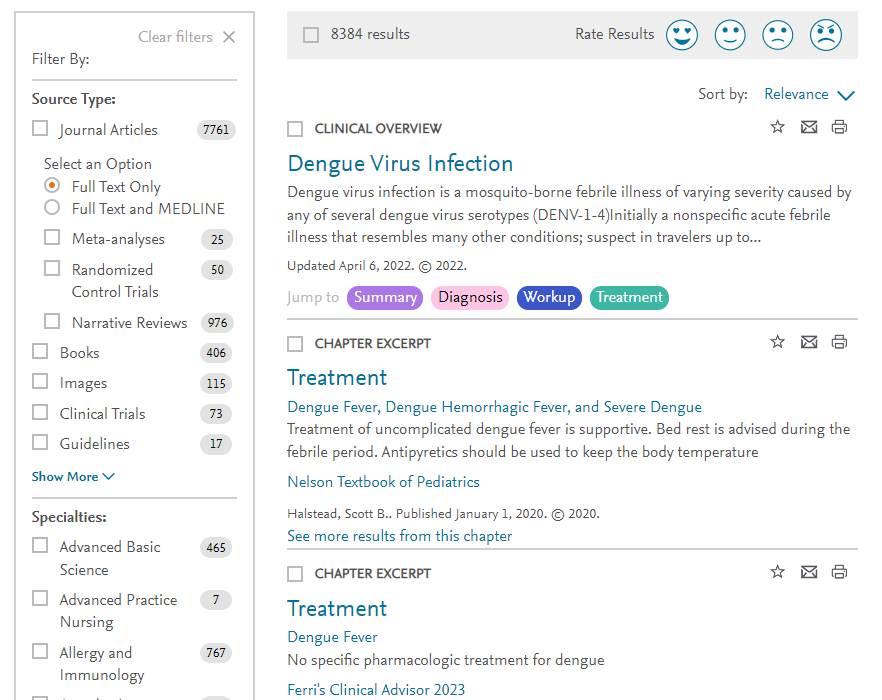 Clear filters
Filter By:
Source Type:
Journal Articles 7761
Select an Option
Full Text Only
Full Text and MEDLINE
Meta-analyses 25
Randomized 50
Control Trials
Narrative Reviews 976
Books 406
Images 115
Clinical Trials 73
Guidelines 17
Show More
Specialties:
Advanced Basic 465
Science
Advanced Practice 7
Nursing
Allergy and 767
Immunology
8384 results
Rate Results
Sort by: Relevance
CLINICAL OVERVIEW
Dengue Virus Infection
Dengue virus infection is a mosquito-borne febrile illness of varying severity caused by
any of several dengue virus serotypes (DENV-1-4)Initially a nonspecific acute febrile
illness that resembles many other conditions; suspect in travelers up to...
Updated April 6, 2022. © 2022.
Jump to Summary Diagnosis Workup Treatment
CHAPTER EXCERPT
Treatment
Dengue Fever, Dengue Hemorrhagic Fever, and Severe Dengue
Treatment of uncomplicated dengue fever is supportive. Bed rest is advised during the
febrile period. Antipyretics should be used to keep the body temperature
Nelson Textbook of Pediatrics
Halstead, Scott B.. Published January 1, 2020. © 2020.
See more results from this chapter
CHAPTER EXCERPT
Treatment
Dengue Fever
No specific pharmacologic treatment for dengue
Ferri's Clinical Advisor 2023